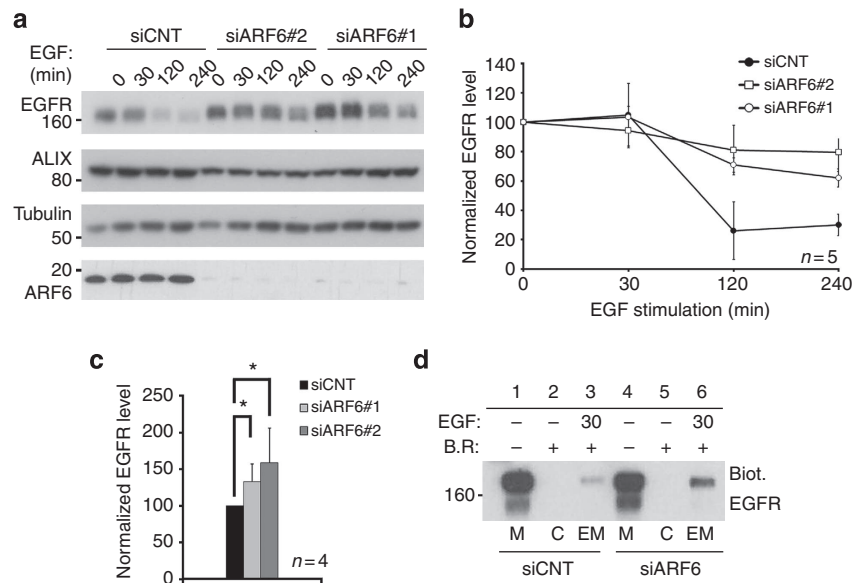 a
siCNT siARF6#2 siARF6#1
EGF: (min) 0 30 120 240 0 30 120 240 0 30 120 240
EGFR
160
ALIX
80
Tubulin
50
20
ARF6
b
Normalized EGFR level
140
120
100
80
60
40
20
0
0 30 120 240
EGF stimulation (min)
siCNT
siARF6#2
siARF6#1
n=5
c
Normalized EGFR level
250
200
150
100
50
0
* *
siCNT
siARF6#1
siARF6#2
n=4
d
1 2 3 4 5 6
EGF: – – 30 – – 30
B.R: – + + – + +
160
Biot.
EGFR
M C EM M C EM
siCNT siARF6